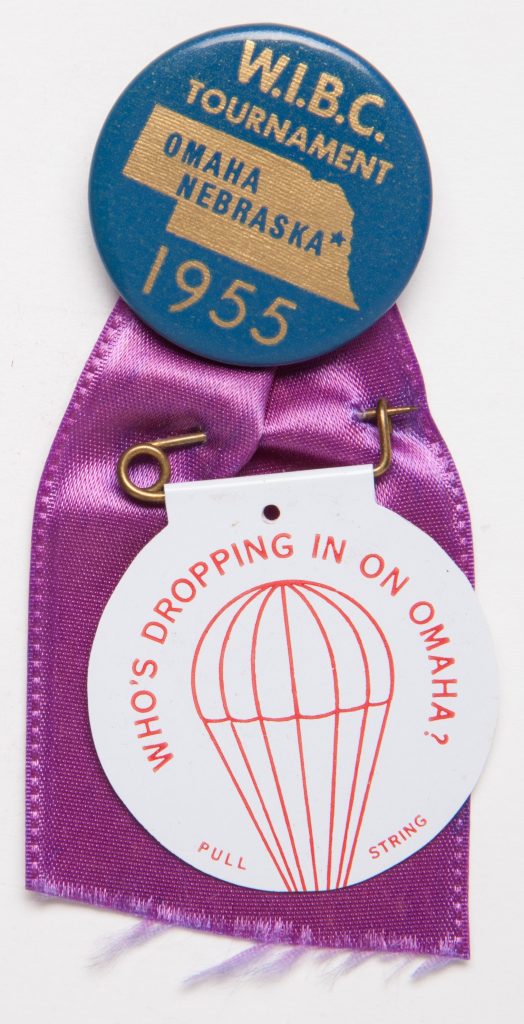 W.I.B.C.
TOURNAMENT
OMAHA
NEBRASKA
1955
WHO'S DROPPING IN ON OMAHA?
PULL STRING